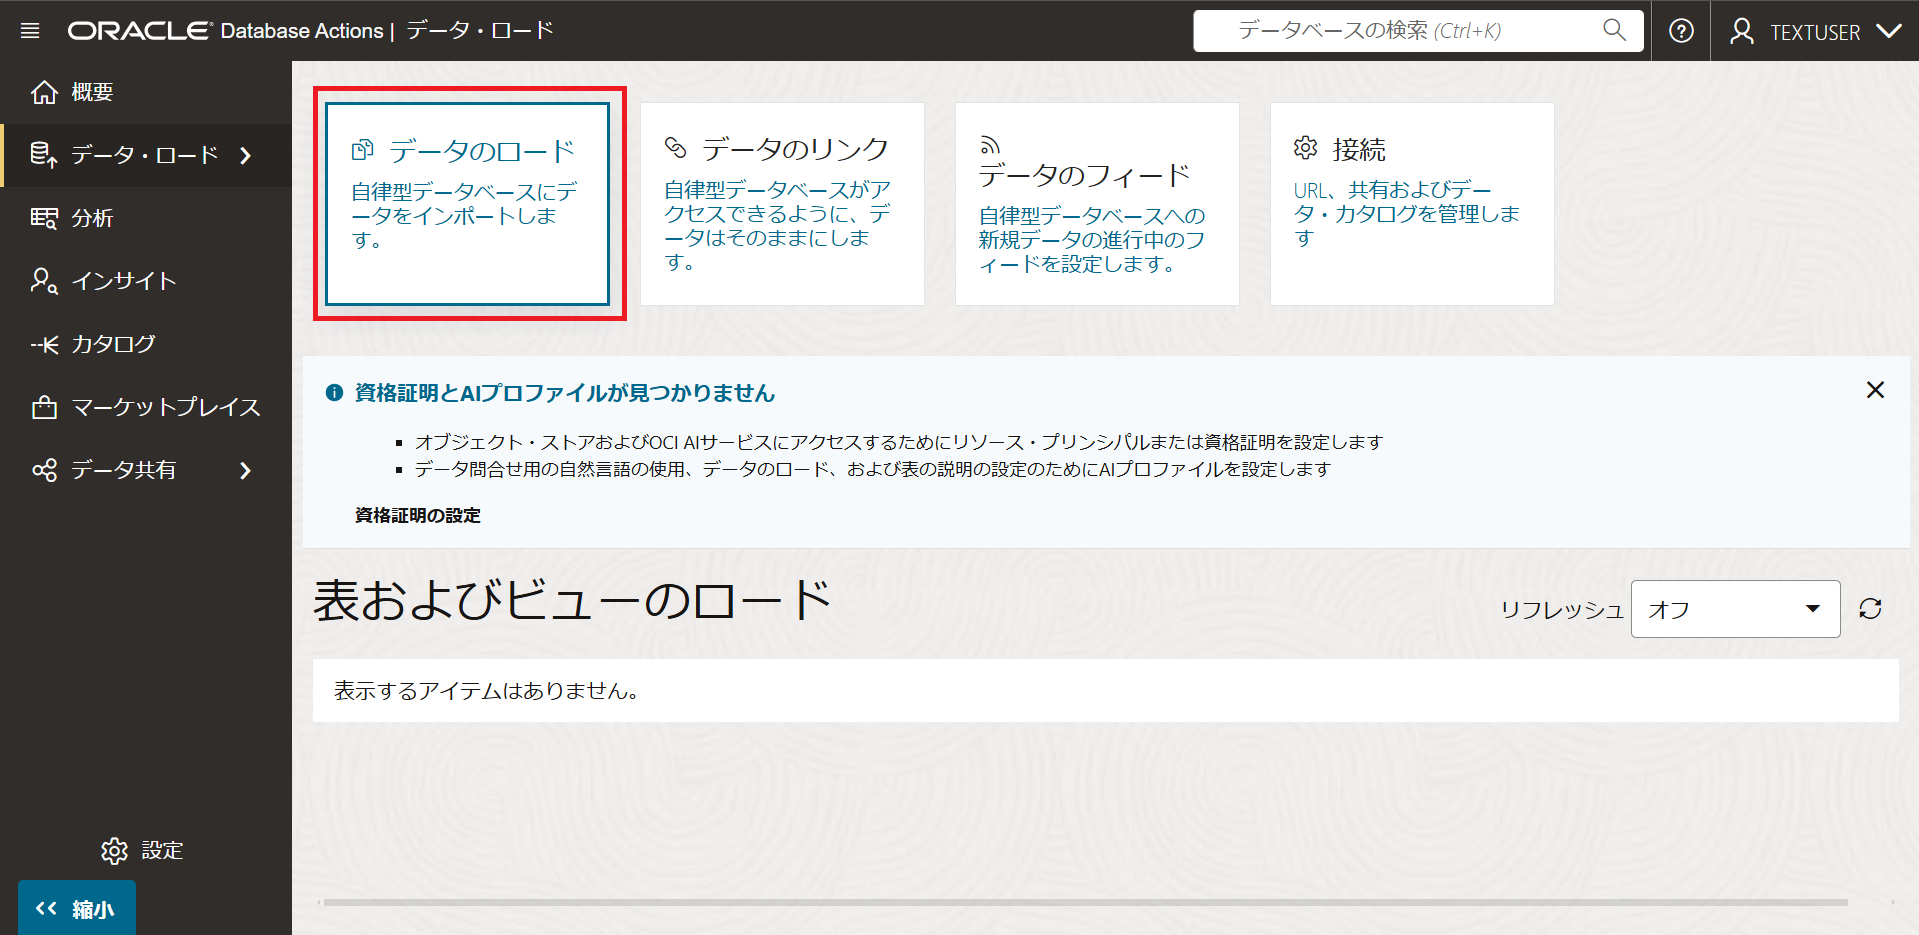 ORACLE Database Actions | データ・ロード
データベースの検索 (Ctrl+K)
TEXTUSER
概要
データ・ロード
分析
インサイト
カタログ
マーケットプレイス
データ共有
設定
縮小
データのロード
自律型データベースにデ
ータをインポートしま
す。
データのリンク
自律型データベースがア
クセスできるように、デ
ータはそのままにしま
す。
データのフィード
自律型データベースへの
新規データの進行中のフ
ィードを設定します。
接続
URL、共有およびデー
タ・カタログを管理しま
す
資格証明とAIプロファイルが見つかりません
オブジェクト・ストアおよびOCI AIサービスにアクセスするためにリソース・プリンシパルまたは資格証明を設定します
データ問合せ用の自然言語の使用、データのロード、および表の説明の設定のためにAIプロファイルを設定します
資格証明の設定
表およびビューのロード
リフレッシュ
オフ
表示するアイテムはありません。